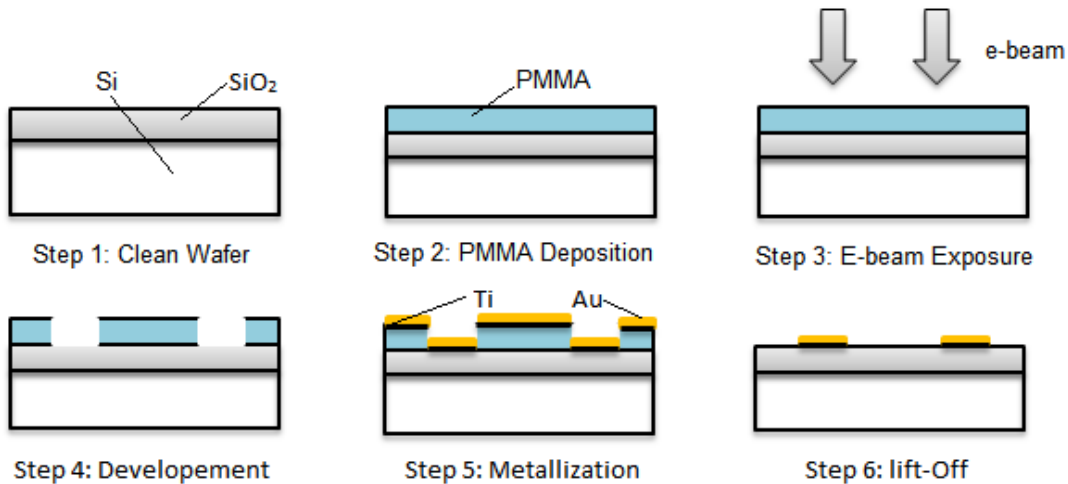 e-beam
Si
SiO₂
PMMA
Step 1: Clean Wafer
Step 2: PMMA Deposition
Step 3: E-beam Exposure
Ti
Au
Step 4: Developement
Step 5: Metallization
Step 6: lift-Off